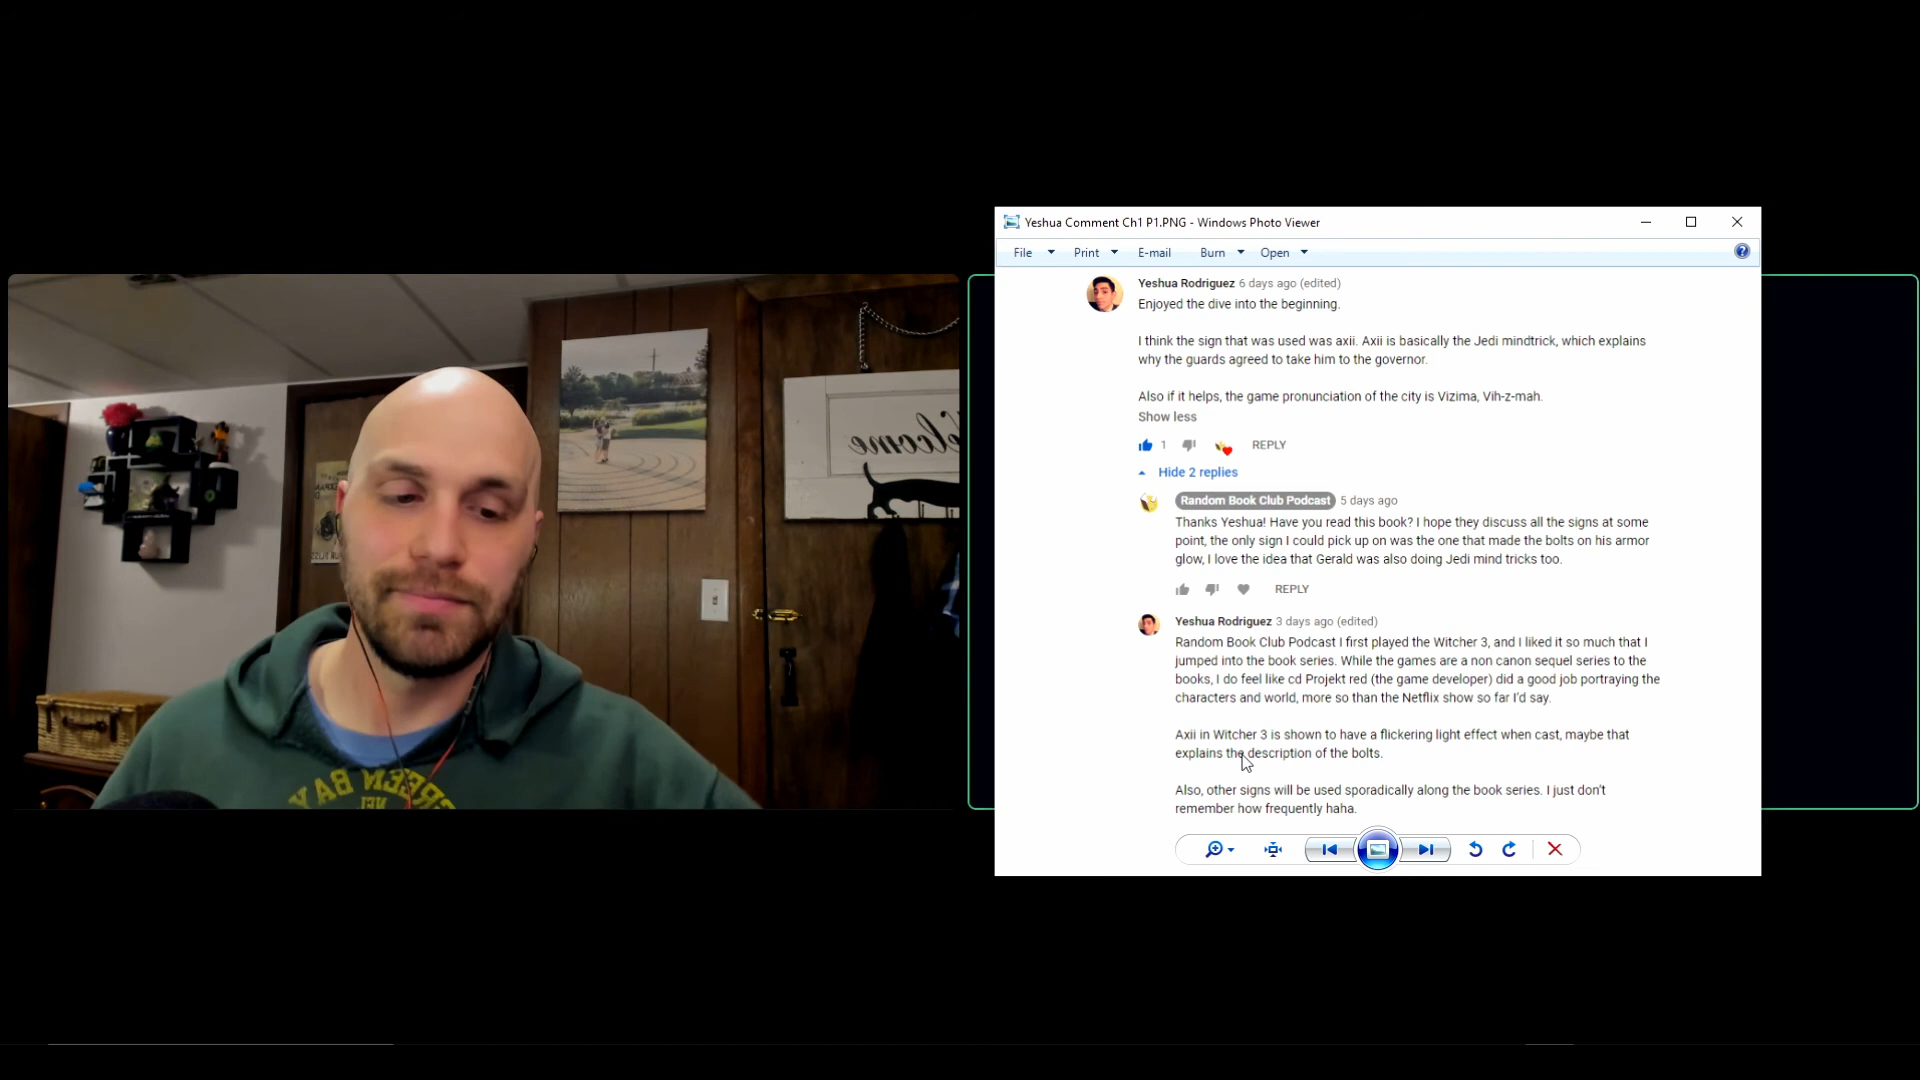 Welcome
GREEN BAY
NFL
Yeshua Comment Ch1 P1.PNG - Windows Photo Viewer
File Print E-mail Burn Open
Yeshua Rodriguez 6 days ago (edited)
Enjoyed the dive into the beginning.
I think the sign that was used was axii. Axii is basically the Jedi mindtrick, which explains
why the guards agreed to take him to the governor.
Also if it helps, the game pronunciation of the city is Vizima, Vih-z-mah.
Show less
1 REPLY
Hide 2 replies
Random Book Club Podcast 5 days ago
Thanks Yeshua! Have you read this book? I hope they discuss all the signs at some
point, the only sign I could pick up on was the one that made the bolts on his armor
glow, I love the idea that Gerald was also doing Jedi mind tricks too.
REPLY
Yeshua Rodriguez 3 days ago (edited)
Random Book Club Podcast I first played the Witcher 3, and I liked it so much that I
jumped into the book series. While the games are a non canon sequel series to the
books, I do feel like cd Projekt red (the game developer) did a good job portraying the
characters and world, more so than the Netflix show so far I'd say.
Axii in Witcher 3 is shown to have a flickering light effect when cast, maybe that
explains the description of the bolts.
Also, other signs will be used sporadically along the book series. I just don't
remember how frequently haha.